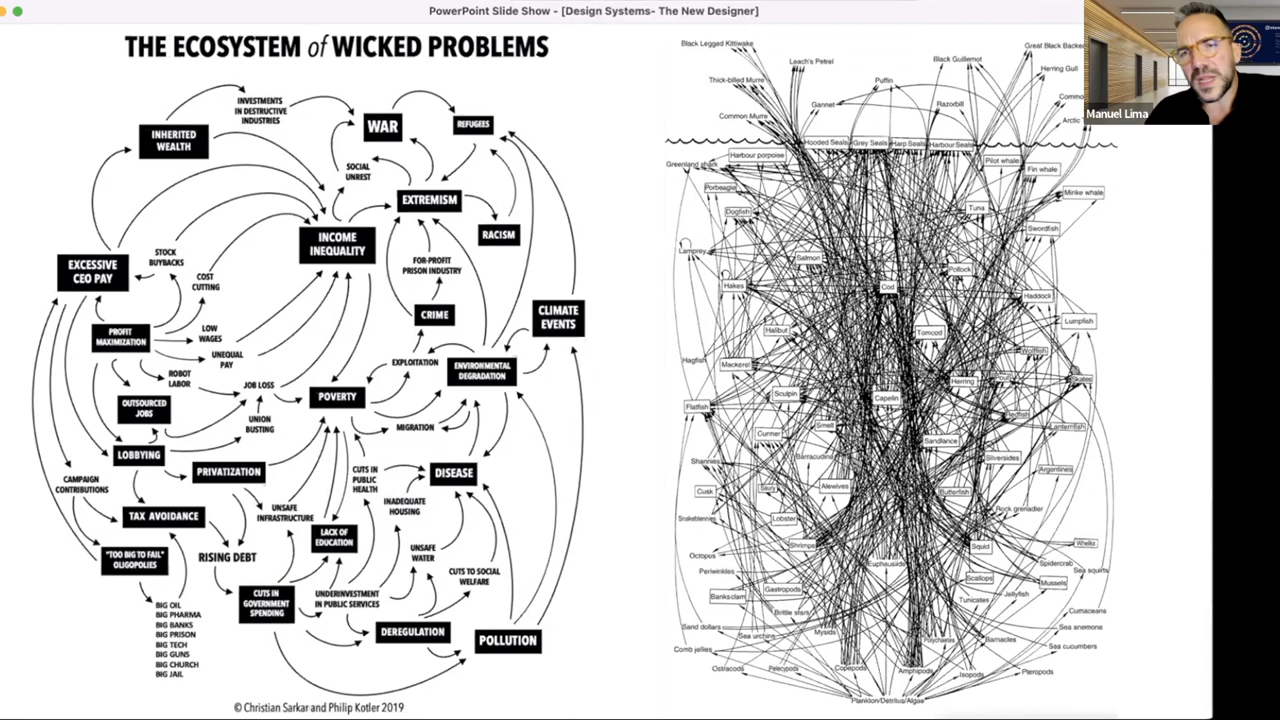 PowerPoint Slide Show - [Design Systems- The New Designer]
THE ECOSYSTEM of WICKED PROBLEMS
INVESTMENTS
IN DESTRUCTIVE
INDUSTRIES
INHERITED
WEALTH
WAR
REFUGEES
SOCIAL
UNREST
EXTREMISM
RACISM
INCOME
INEQUALITY
STOCK
BUYBACKS
EXCESSIVE
CEO PAY
COST
CUTTING
FOR-PROFIT
PRISON INDUSTRY
CRIME
CLIMATE
EVENTS
PROFIT
MAXIMIZATION
LOW
WAGES
UNEQUAL
PAY
ROBOT
LABOR
JOB LOSS
EXPLOITATION
ENVIRONMENTAL
DEGRADATION
OUTSOURCED
JOBS
POVERTY
UNION
BUSTING
MIGRATION
LOBBYING
PRIVATIZATION
CUTS IN
PUBLIC
HEALTH
DISEASE
CAMPAIGN
CONTRIBUTIONS
TAX AVOIDANCE
UNSAFE
INFRASTRUCTURE
INADEQUATE
HOUSING
LACK OF
EDUCATION
"TOO BIG TO FAIL"
OLIGOPOLIES
RISING DEBT
UNSAFE
WATER
CUTS TO SOCIAL
WELFARE
CUTS IN
GOVERNMENT
SPENDING
UNDERINVESTMENT
IN PUBLIC SERVICES
DEREGULATION
POLLUTION
BIG OIL
BIG PHARMA
BIG BANKS
BIG PRISON
BIG TECH
BIG GUNS
BIG CHURCH
BIG JAIL
© Christian Sarkar and Philip Kotler 2019
Black Legged Kittiwake
Leach's Petrel
Black Guillemot
Great Black Backe
Thick-billed Murre
Puffin
Herring Gull
Gannet
Razorbill
Commo
Common Murre
Arctic T
Manuel Lima
Hooded Seals
Grey Seals
Harp Seals
Harbour Seals
Greenland shark
Harbour porpoise
Pilot whale
Fin whale
Porbeagle
Minke whale
Dogfish
Tuna
Swordfish
Lamprey
Salmon
Pollock
Hakes
Cod
Haddock
Halibut
Tomcod
Lumpfish
Hagfish
Mackerel
Wolffish
Sculpin
Herring
Skates
Flatfish
Capelin
Redfish
Cunner
Smelt
Sandlance
Lanternfish
Shannies
Barracudina
Silversides
Argentines
Cusk
Alewives
Butterfish
Snakeblennies
Lobster
Rock grenadier
Octopus
Shrimps
Squid
Whelks
Periwinkles
Euphausids
Spidercrab
Sea squirts
Banksclam
Gastropods
Scallops
Mussels
Brittle stars
Tunicates
Jellyfish
Cumaceans
Sand dollars
Sea urchins
Mysids
Polychaetes
Barnacles
Sea anemone
Comb jellies
Sea cucumbers
Ostracods
Pelecypods
Copepods
Amphipods
Isopods
Pteropods
Plankton/Detritus/Algae